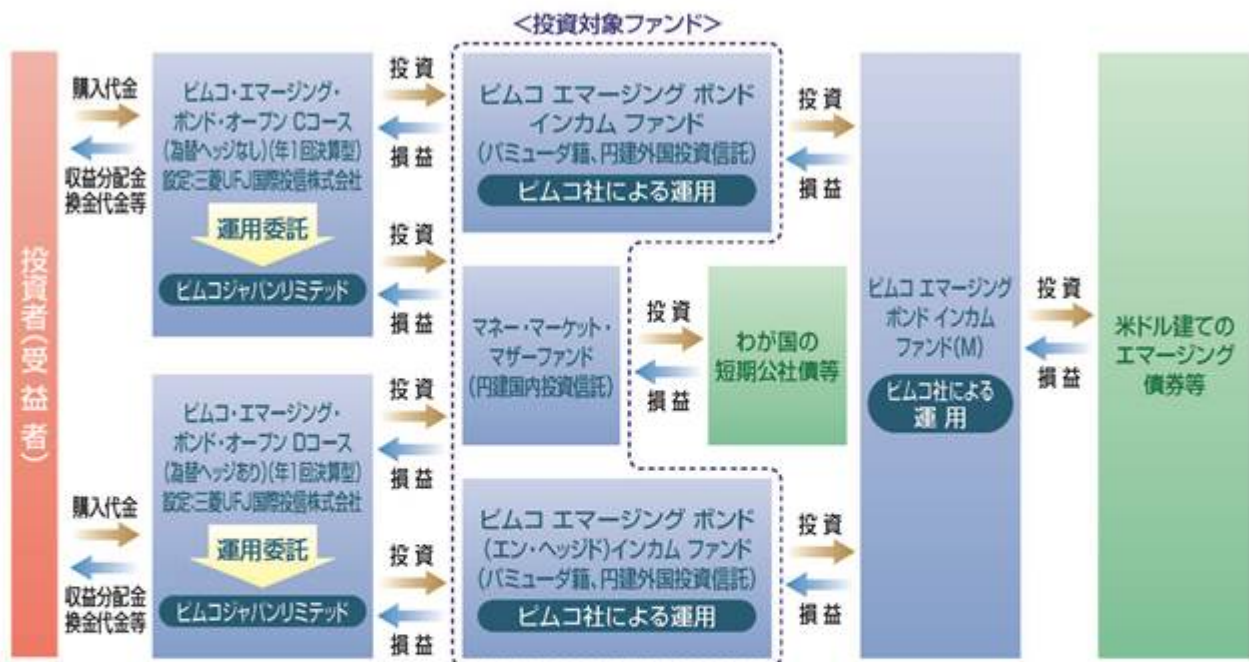 <投資対象ファンド>
投資者(受益者)
購入代金
収益分配金
換金代金等
ピムコ・エマージング・
ボンド・オープン Cコース
(為替ヘッジなし)(年1回決算型)
設定:三菱UFJ国際投信株式会社
運用委託
ピムコジャパンリミテッド
投資
損益
投資
損益
ピムコ エマージング ボンド
インカム ファンド
(バミューダ籍、円建外国投資信託)
ピムコ社による運用
投資
損益
マネー・マーケット・
マザーファンド
(円建国内投資信託)
投資
損益
わが国の
短期公社債等
購入代金
収益分配金
換金代金等
ピムコ・エマージング・
ボンド・オープン Dコース
(為替ヘッジあり)(年1回決算型)
設定:三菱UFJ国際投信株式会社
運用委託
ピムコジャパンリミテッド
投資
損益
投資
損益
ピムコ エマージング ボンド
(エン・ヘッジド)インカム ファンド
(バミューダ籍、円建外国投資信託)
ピムコ社による運用
投資
損益
ピムコ エマージング
ボンド インカム
ファンド(M)
ピムコ社による
運用
投資
損益
米ドル建ての
エマージング
債券等